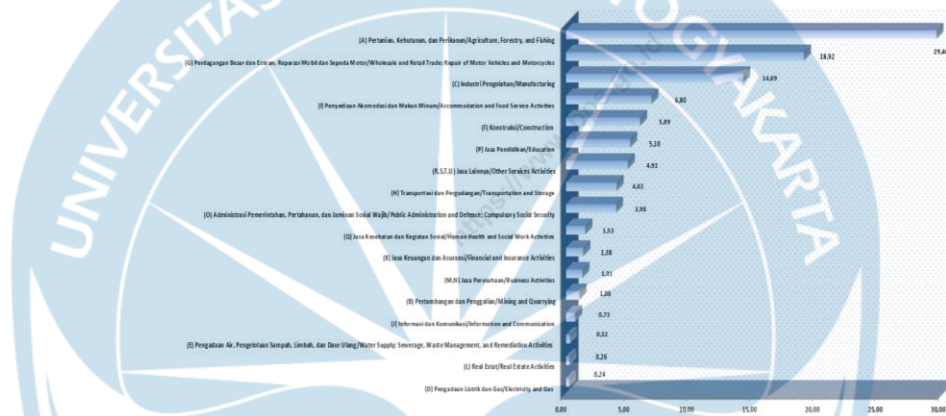 UNIVERSITAS
YOGYAKARTA
(A) Pertanian, Kehutanan, dan Perikanan/Agriculture, Forestry, and Fishing
29,46
(G) Perdagangan Besar dan Eceran, Reparasi Mobil dan Sepeda Motor/Wholesale and Retail Trade; Repair of Motor Vehicles and Motorcycles
18,92
(C) Industri Pengolahan/Manufacturing
14,09
(I) Penyediaan Akomodasi dan Makan Minum/Accommodation and Food Service Activities
6,80
(F) Konstruksi/Construction
5,89
(P) Jasa Pendidikan/Education
5,10
(R,S,T,U) Jasa Lainnya/Other Services Activities
4,91
(H) Transportasi dan Pergudangan/Transportation and Storage
4,02
(O) Administrasi Pemerintahan, Pertahanan, dan Jaminan Sosial Wajib/Public Administration and Defence; Compulsory Social Security
3,98
(Q) Jasa Kesehatan dan Kegiatan Sosial/Human Health and Social Work Activities
1,53
(K) Jasa Keuangan dan Asuransi/Financial and Insurance Activities
1,38
(M,N) Jasa Perusahaan/Business Activities
(B) Pertambangan dan Penggalian/Mining and Quarrying
1,06
(J) Informasi dan Komunikasi/Information and Communication
0,73
(E) Pengadaan Air, Pengelolaan Sampah, Limbah, dan Daur Ulang/Water Supply; Sewerage, Waste Management, and Remediation Activities
0,32
(L) Real Estat/Real Estate Activities
0,26
(D) Pengadaan Listrik dan Gas/Electricity and Gas
0,24
0,00 5,00 10,00 15,00 20,00 25,00 30,00